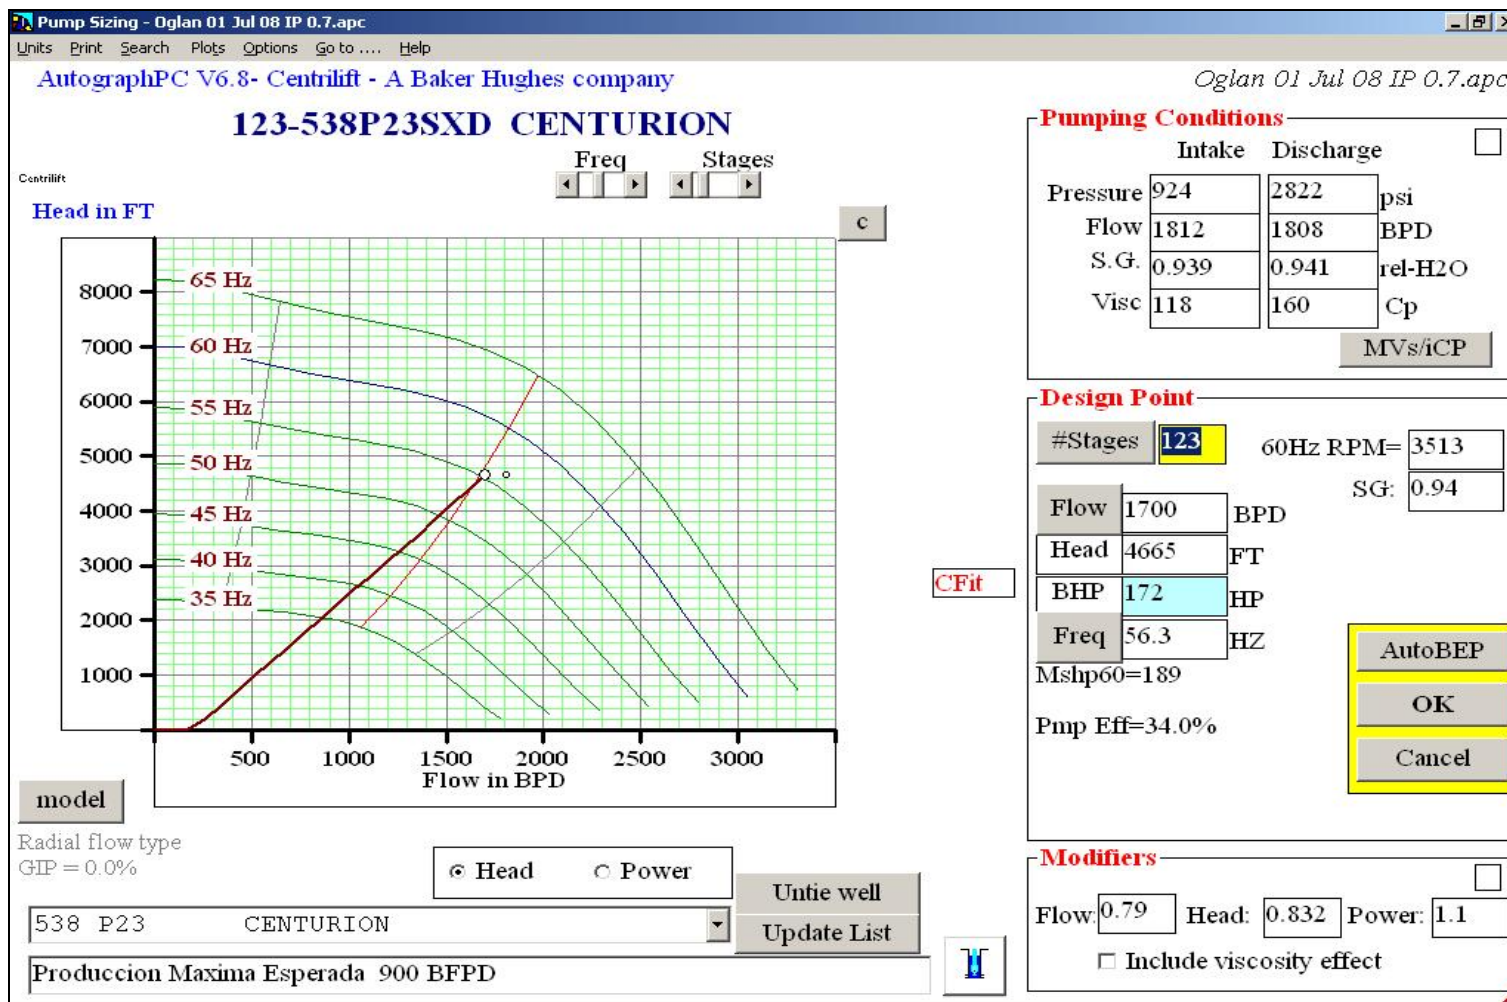 Pump Sizing - Oglan 01 Jul 08 IP 0.7.apc
Units Print Search Plots Options Go to .... Help
AutographPC V6.8- Centrilift - A Baker Hughes company
Oglan 01 Jul 08 IP 0.7.apc
123-538P23SXD CENTURION
Freq Stages
Centrilift
Head in FT
c
65 Hz
8000
7000
60 Hz
6000
55 Hz
5000
50 Hz
4000
45 Hz
3000
40 Hz
35 Hz
2000
1000
500 1000 1500 2000 2500 3000
Flow in BPD
model
Radial flow type
GIP = 0.0%
Head Power
Untie well
538 P23 CENTURION
Update List
Produccion Maxima Esperada 900 BFPD
CFit
Pumping Conditions
Intake Discharge
Pressure 924 2822 psi
Flow 1812 1808 BPD
S.G. 0.939 0.941 rel-H2O
Visc 118 160 Cp
MVs/iCP
Design Point
#Stages 123 60Hz RPM= 3513
SG: 0.94
Flow 1700 BPD
Head 4665 FT
BHP 172 HP
Freq 56.3 HZ
Mshp60=189
Pmp Eff=34.0%
AutoBEP
OK
Cancel
Modifiers
Flow: 0.79 Head: 0.832 Power: 1.1
Include viscosity effect